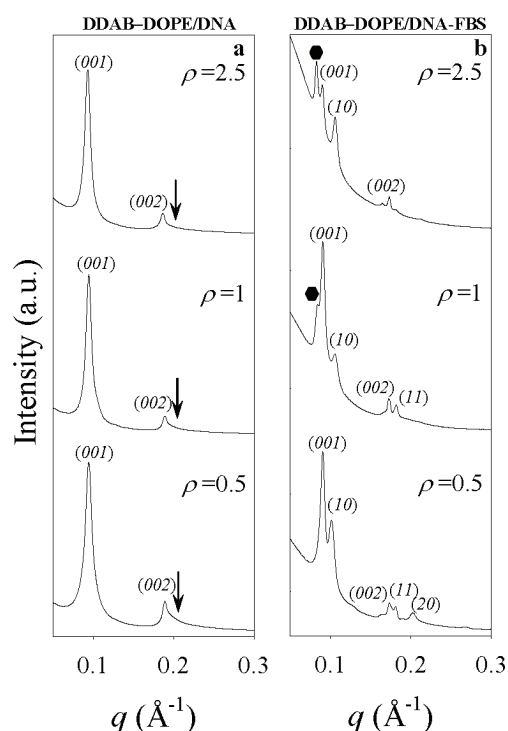 DDAB–DOPE/DNA
DDAB–DOPE/DNA-FBS
a
(001)
ρ=2.5
(002)
(001)
ρ=1
(002)
(001)
ρ=0.5
(002)
b
(001)
ρ=2.5
(10)
(002)
(001)
ρ=1
(10)
(002)
(11)
(001)
ρ=0.5
(10)
(002)
(11)
(20)
Intensity (a.u.)
0.1
0.2
0.3
0.1
0.2
0.3
q (Å⁻¹)
q (Å⁻¹)